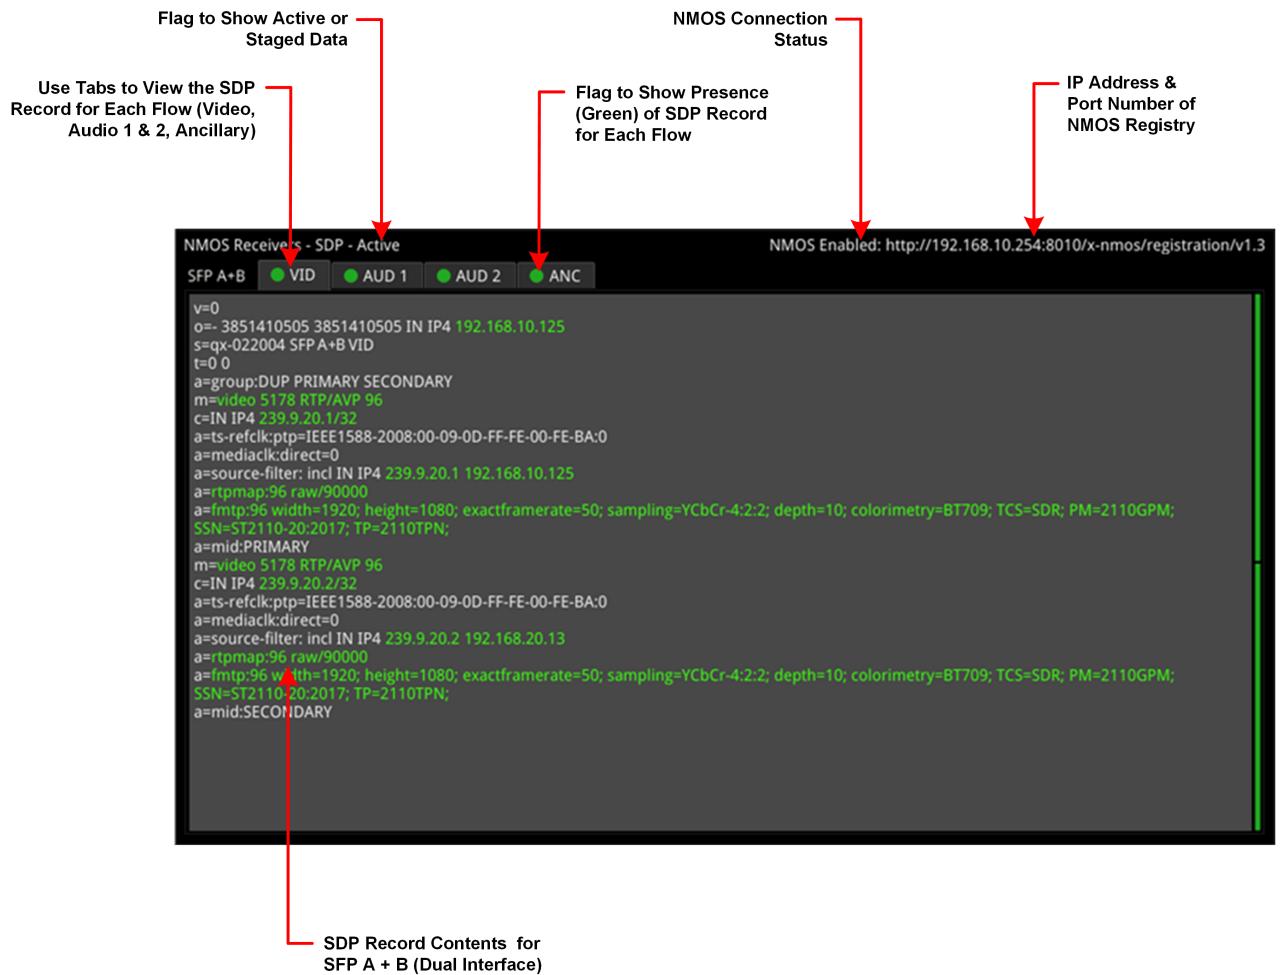 Flag to Show Active or
Staged Data
NMOS Connection
Status
Use Tabs to View the SDP
Record for Each Flow (Video,
Audio 1 & 2, Ancillary)
Flag to Show Presence
(Green) of SDP Record
for Each Flow
IP Address &
Port Number of
NMOS Registry
NMOS Receivers - SDP - Active
NMOS Enabled: http://192.168.10.254:8010/x-nmos/registration/v1.3
SFP A+B VID AUD 1 AUD 2 ANC
v=0
o=- 3851410505 3851410505 IN IP4 192.168.10.125
s=qx-022004 SFP A+B VID
t=0 0
a=group:DUP PRIMARY SECONDARY
m=video 5178 RTP/AVP 96
c=IN IP4 239.9.20.1/32
a=ts-refclk:ptp=IEEE1588-2008:00-09-0D-FF-FE-00-FE-BA:0
a=mediaclk:direct=0
a=source-filter: incl IN IP4 239.9.20.1 192.168.10.125
a=rtpmap:96 raw/90000
a=fmtp:96 width=1920; height=1080; exactframerate=50; sampling=YCbCr-4:2:2; depth=10; colorimetry=BT709; TCS=SDR; PM=2110GPM;
SSN=ST2110-20:2017; TP=2110TPN;
a=mid:PRIMARY
m=video 5178 RTP/AVP 96
c=IN IP4 239.9.20.2/32
a=ts-refclk:ptp=IEEE1588-2008:00-09-0D-FF-FE-00-FE-BA:0
a=mediaclk:direct=0
a=source-filter: incl IN IP4 239.9.20.2 192.168.20.13
a=rtpmap:96 raw/90000
a=fmtp:96 width=1920; height=1080; exactframerate=50; sampling=YCbCr-4:2:2; depth=10; colorimetry=BT709; TCS=SDR; PM=2110GPM;
SSN=ST2110-20:2017; TP=2110TPN;
a=mid:SECONDARY
SDP Record Contents for
SFP A + B (Dual Interface)